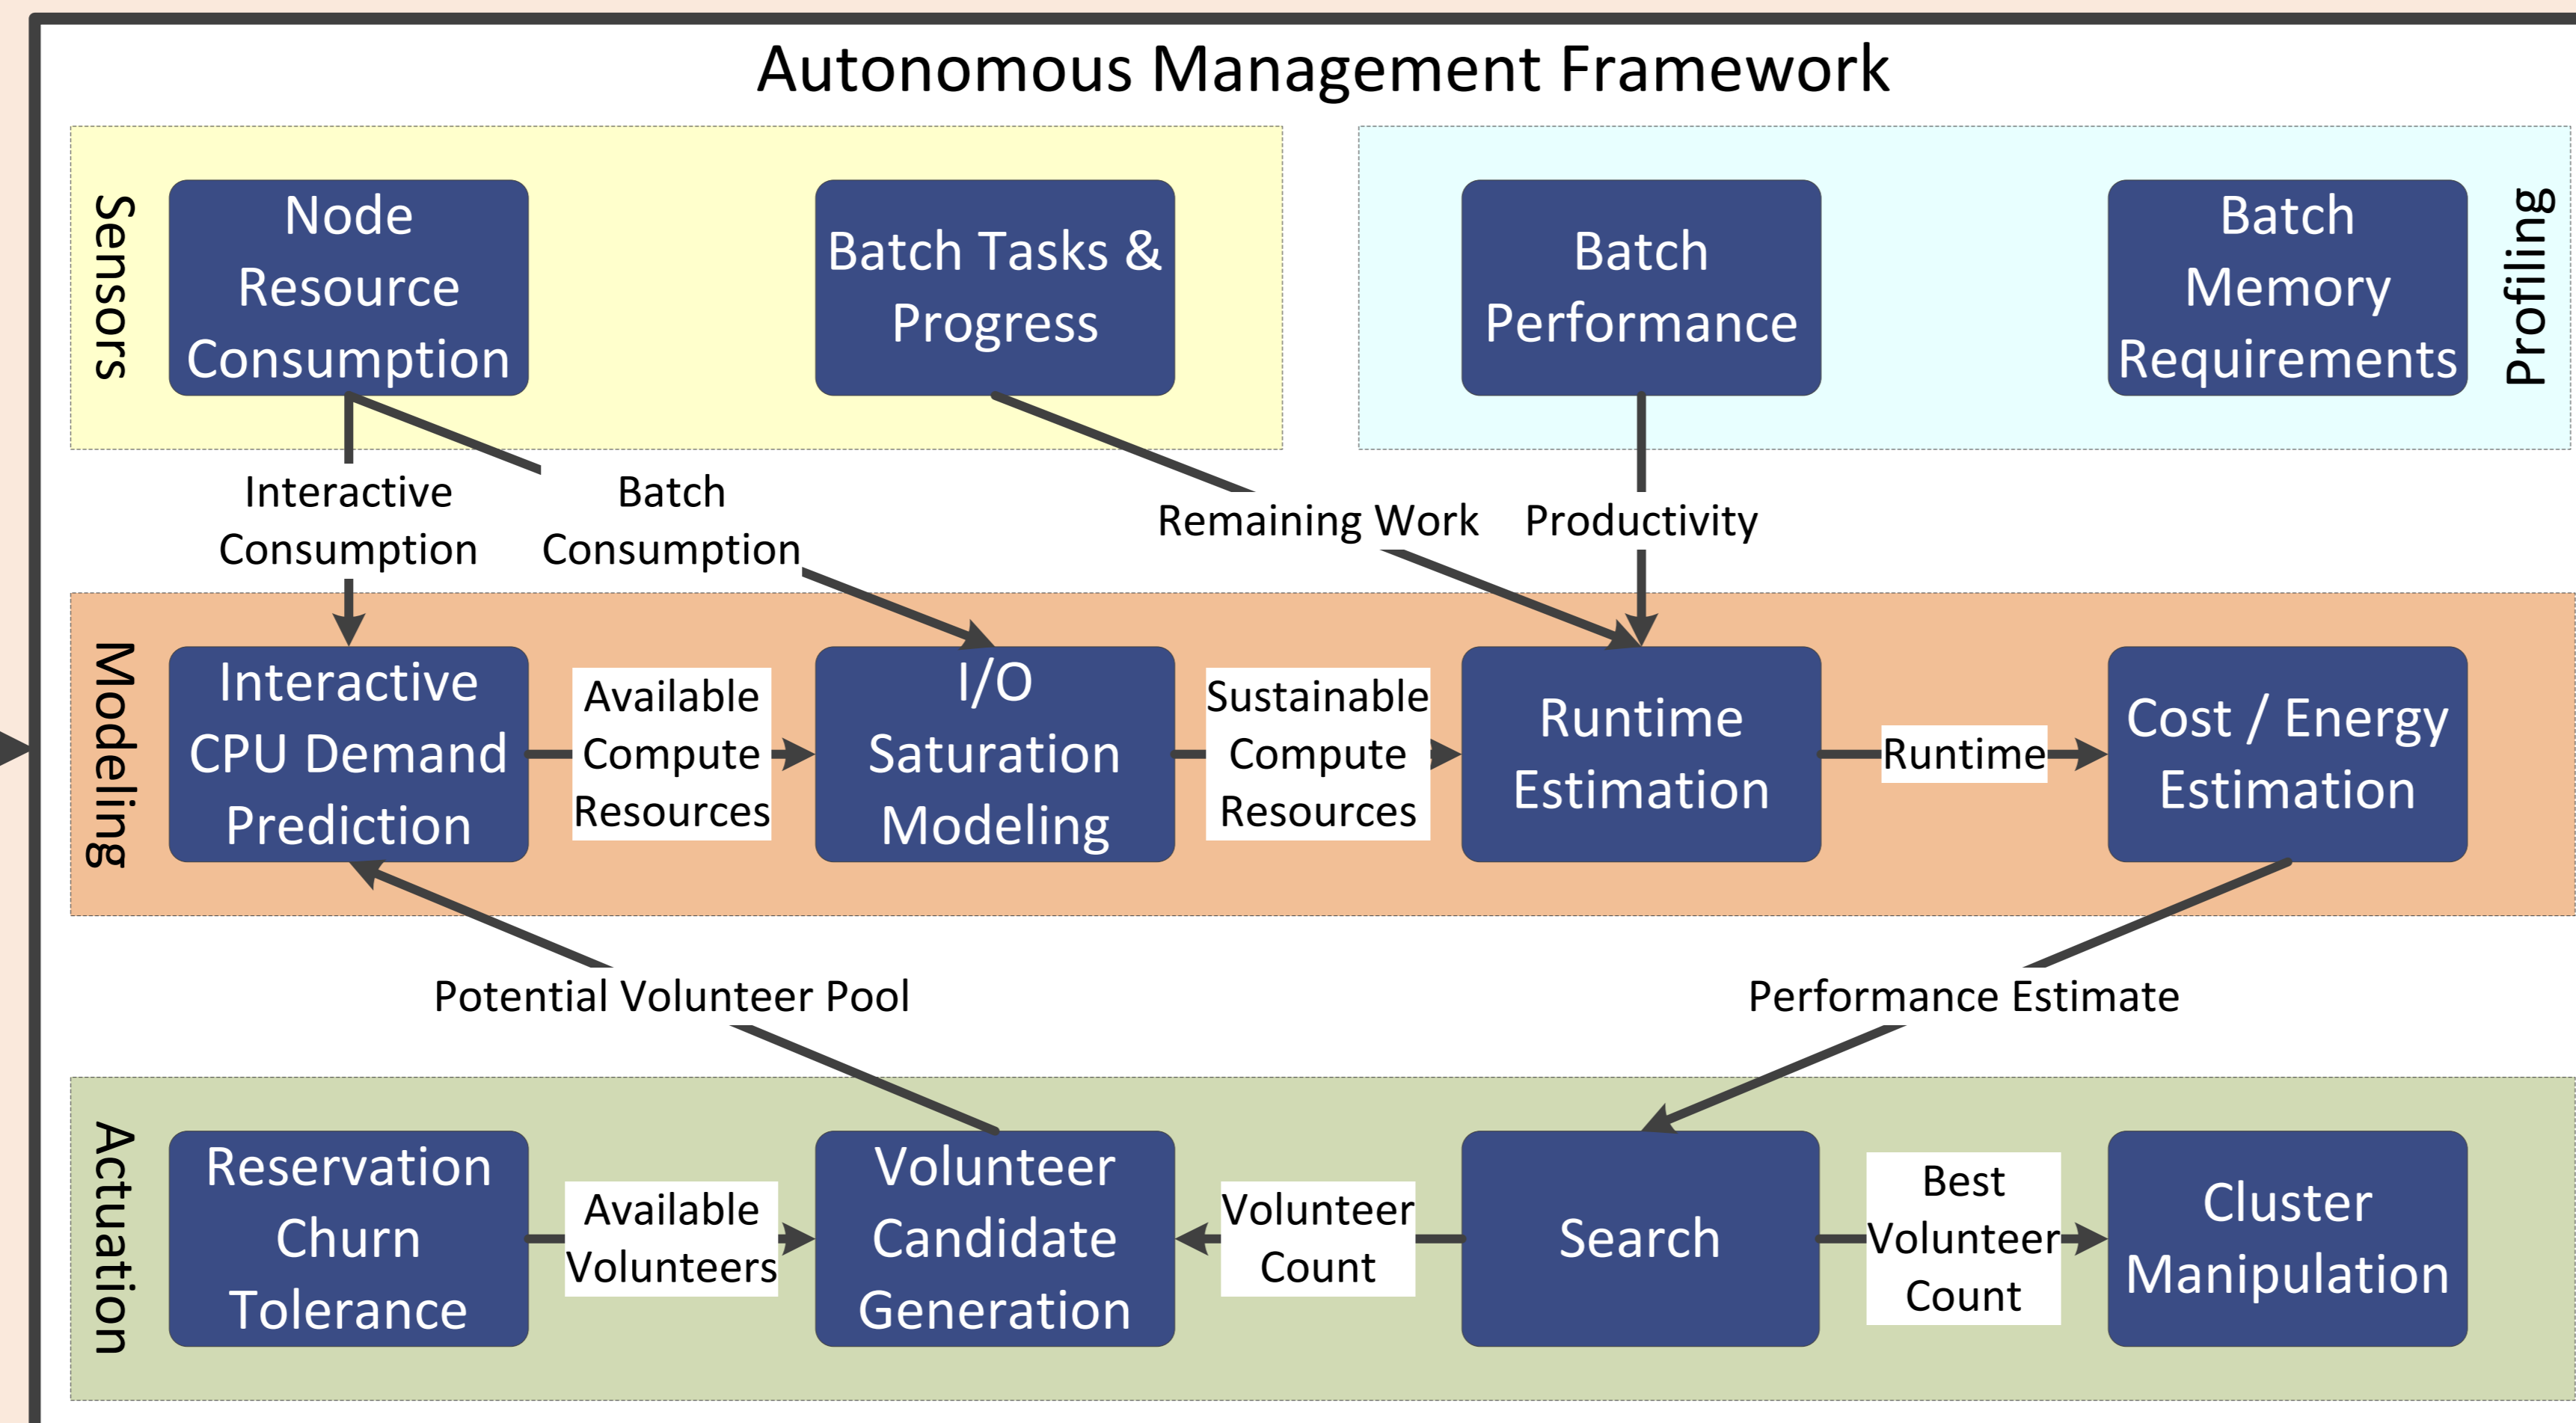 Autonomous Management Framework
Sensors
Node
Resource
Consumption
Batch Tasks &
Progress
Batch
Performance
Batch
Memory
Requirements
Profiling
Interactive
Consumption
Batch
Consumption
Remaining Work
Productivity
Modeling
Interactive
CPU Demand
Prediction
Available
Compute
Resources
I/O
Saturation
Modeling
Sustainable
Compute
Resources
Runtime
Estimation
Runtime
Cost / Energy
Estimation
Potential Volunteer Pool
Performance Estimate
Actuation
Reservation
Churn
Tolerance
Available
Volunteers
Volunteer
Candidate
Generation
Volunteer
Count
Search
Best
Volunteer
Count
Cluster
Manipulation